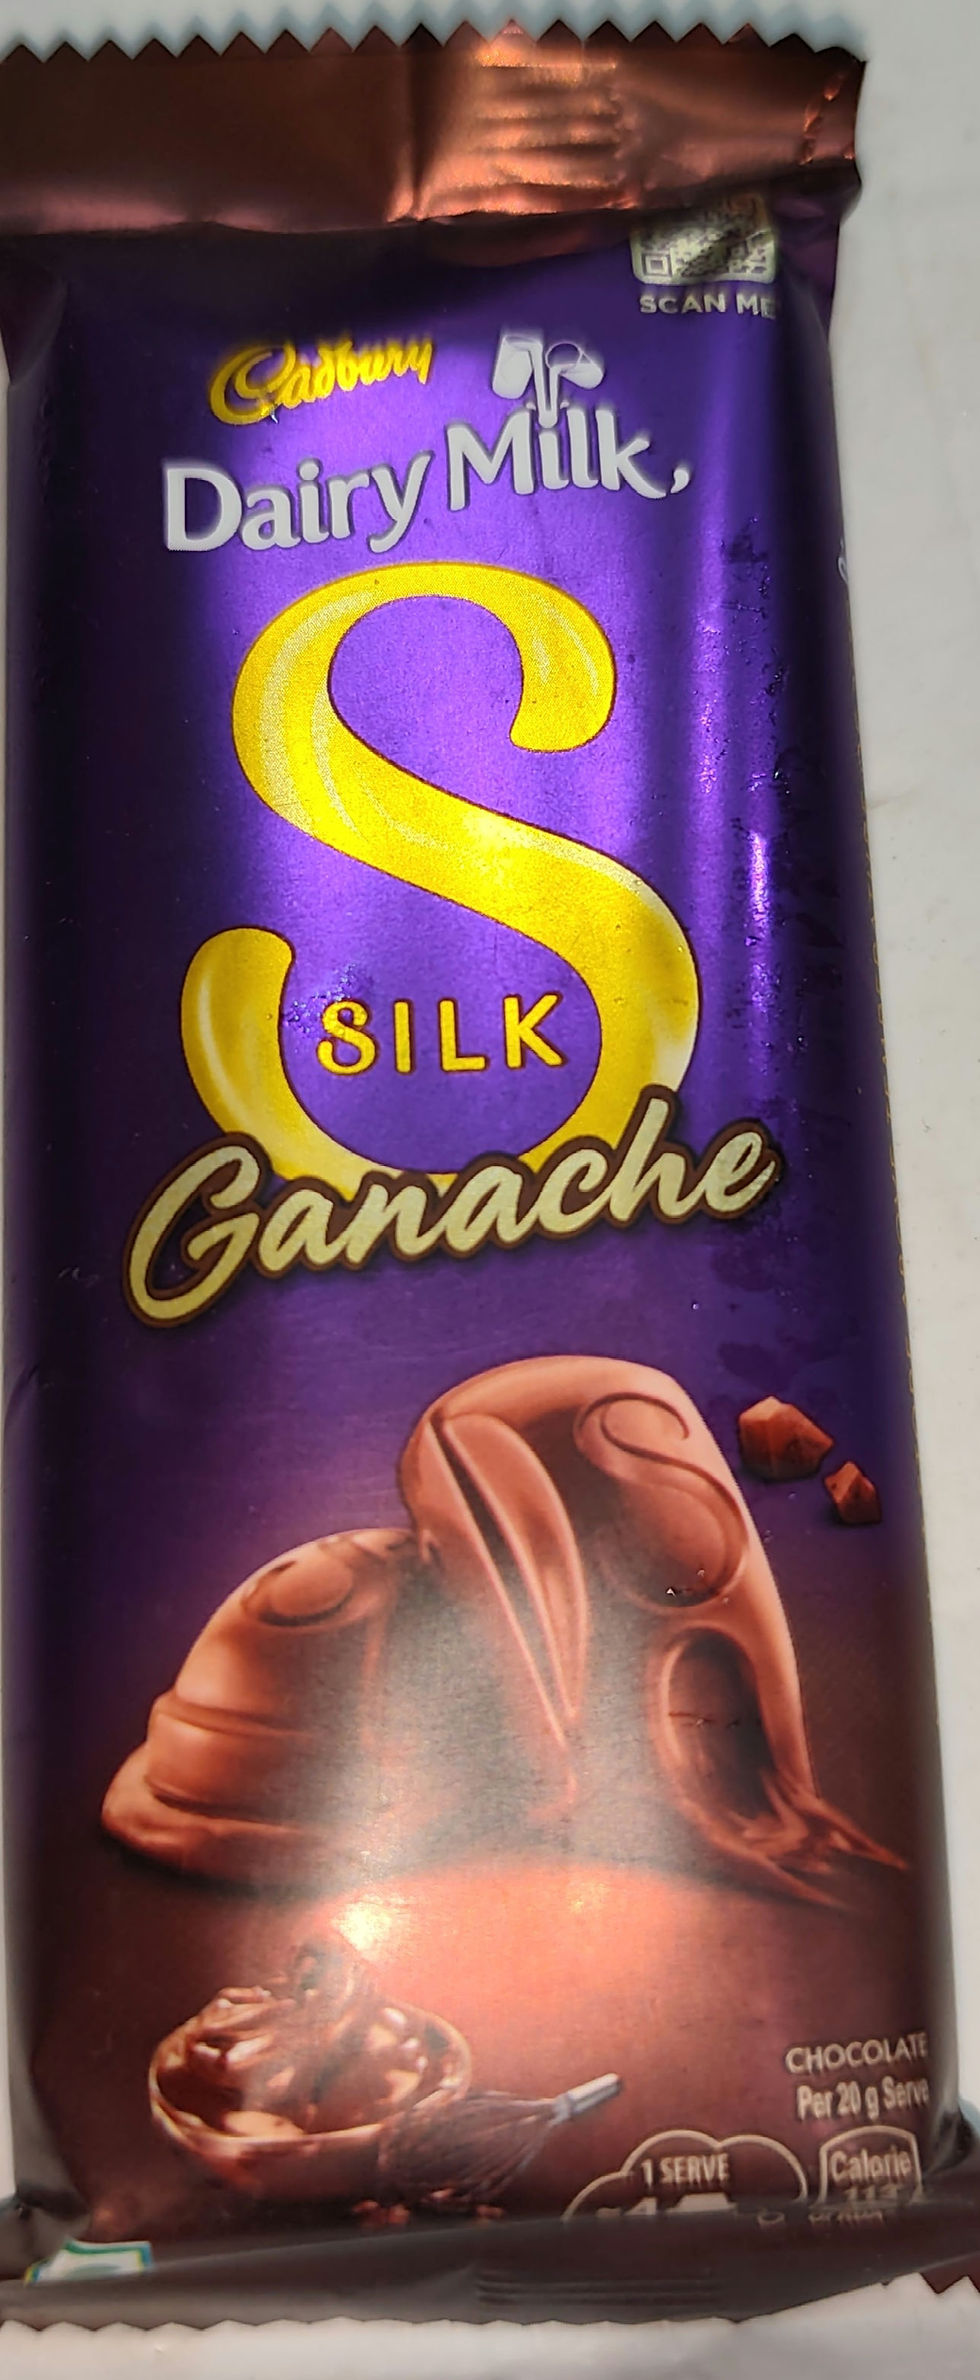 SCAN ME
Cadbury
Dairy Milk,
S
SILK
Ganache
CHOCOLATE
Per 20 g Serve
1 SERVE
Calorie